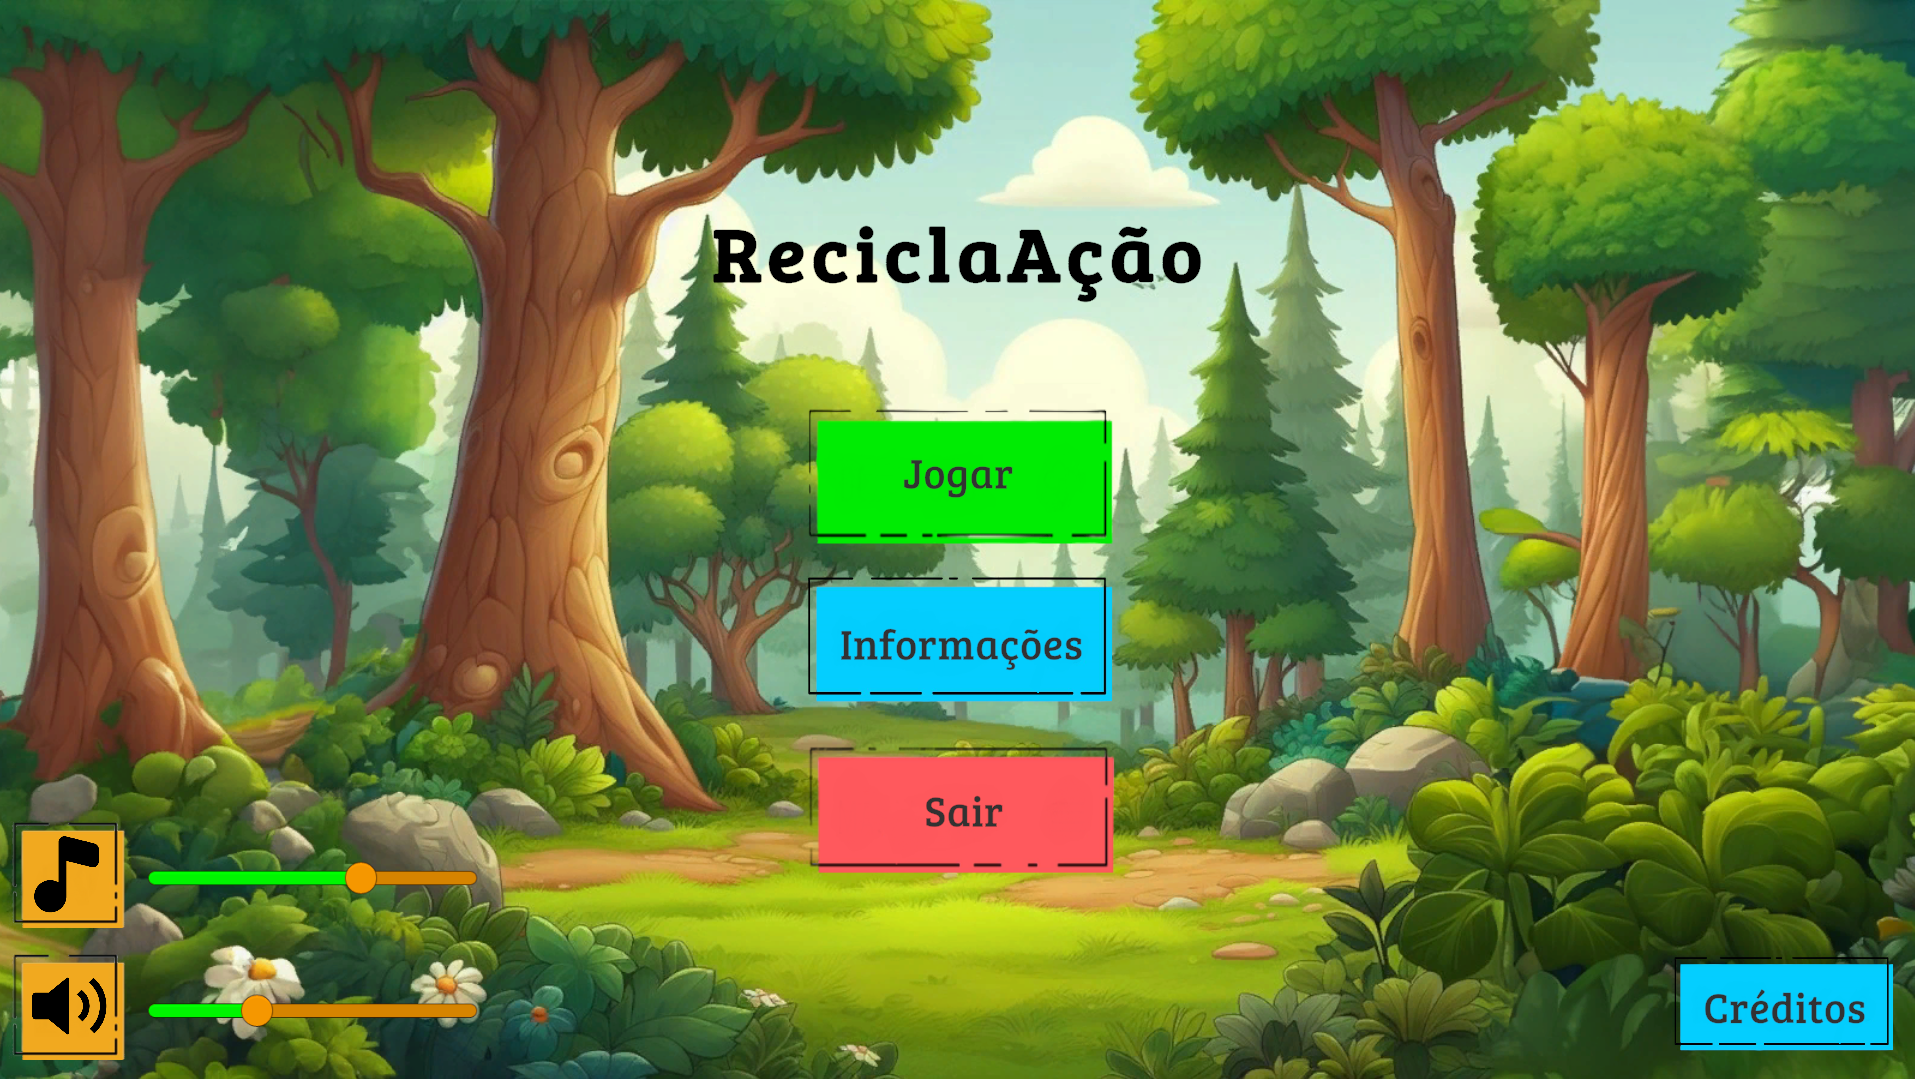 ReciclaAção
Jogar
Informações
Sair
Créditos